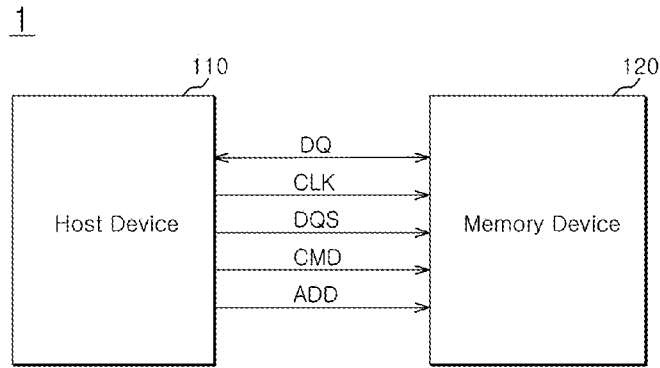 1
110
120
DQ
CLK
Host Device
DQS
Memory Device
CMD
ADD